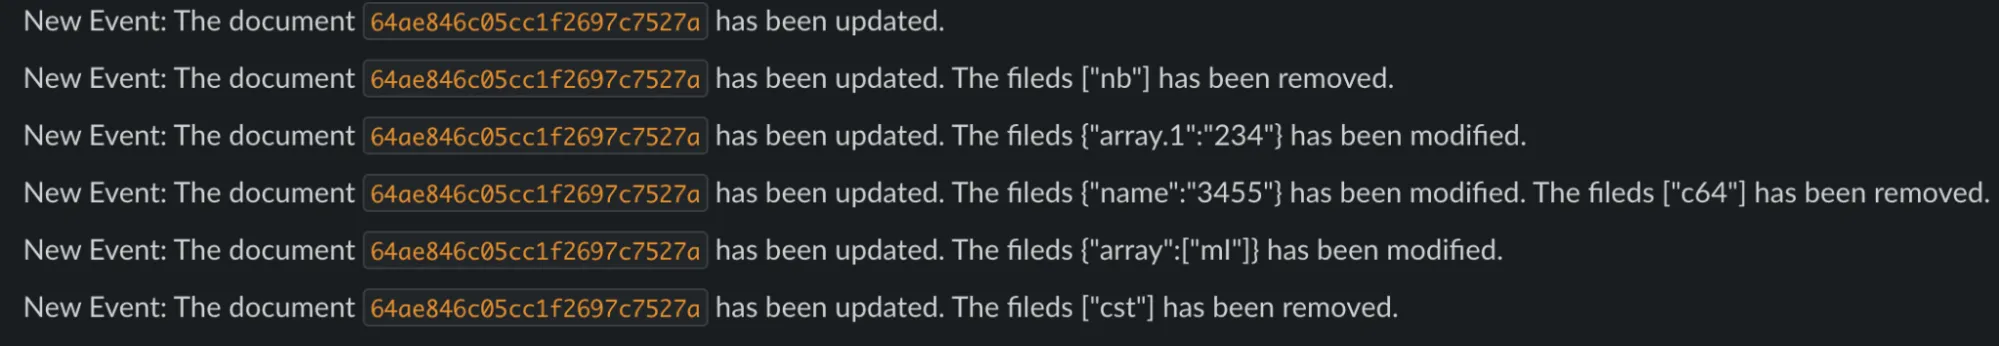 New Event: The document 64ae846c05cc1f2697c7527a has been updated.
New Event: The document 64ae846c05cc1f2697c7527a has been updated. The fileds ["nb"] has been removed.
New Event: The document 64ae846c05cc1f2697c7527a has been updated. The fileds {"array.1":"234"} has been modified.
New Event: The document 64ae846c05cc1f2697c7527a has been updated. The fileds {"name":"3455"} has been modified. The fileds ["c64"] has been removed.
New Event: The document 64ae846c05cc1f2697c7527a has been updated. The fileds {"array":["ml"]} has been modified.
New Event: The document 64ae846c05cc1f2697c7527a has been updated. The fileds ["cst"] has been removed.